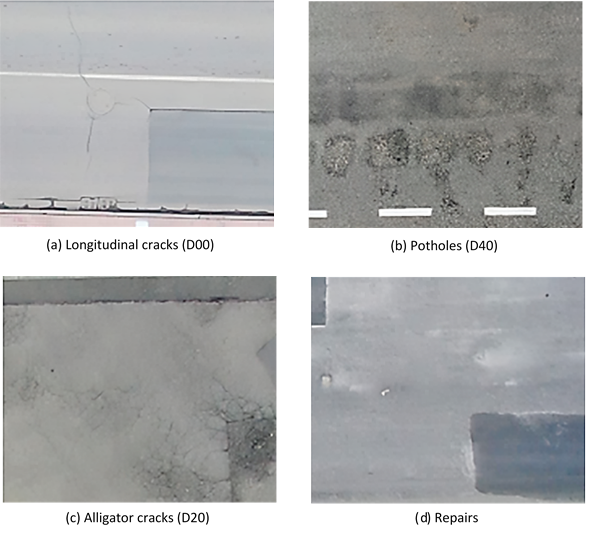 (a) Longitudinal cracks (D00)
(b) Potholes (D40)
(c) Alligator cracks (D20)
(d) Repairs